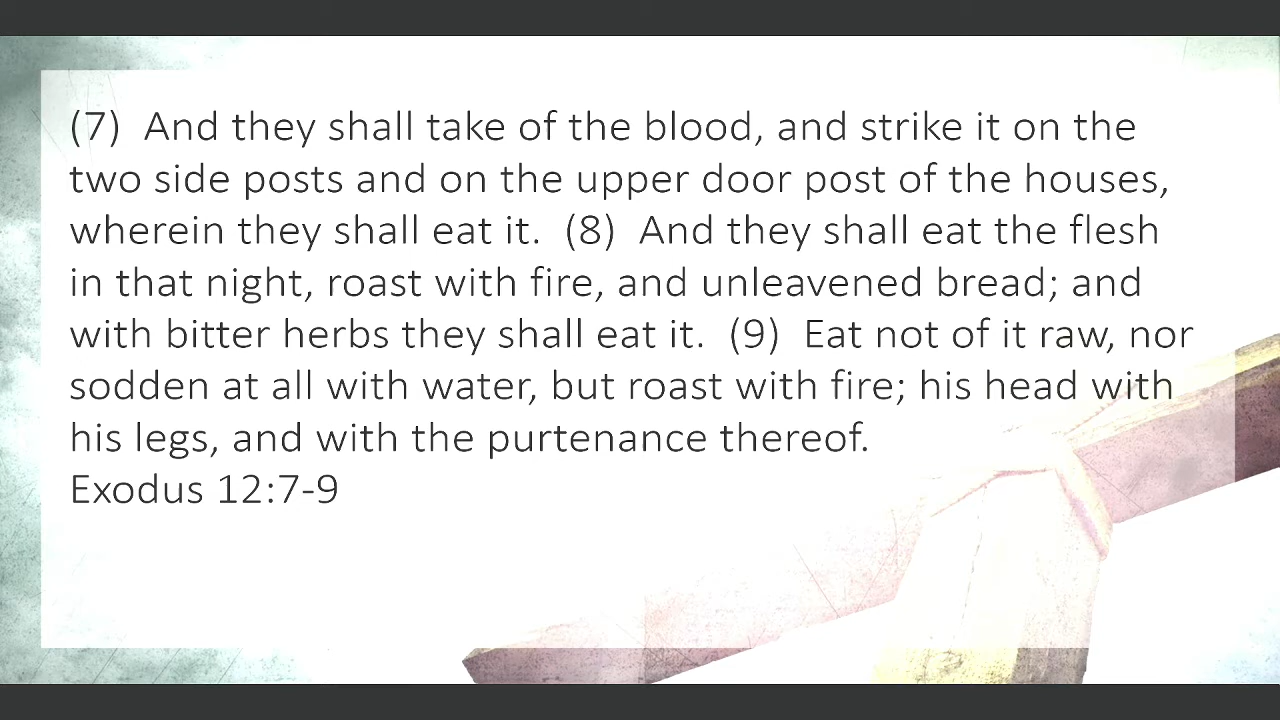 (7)  And they shall take of the blood, and strike it on the
two side posts and on the upper door post of the houses,
wherein they shall eat it.  (8)  And they shall eat the flesh
in that night, roast with fire, and unleavened bread; and
with bitter herbs they shall eat it.  (9)  Eat not of it raw, nor
sodden at all with water, but roast with fire; his head with
his legs, and with the purtenance thereof.
Exodus 12:7-9